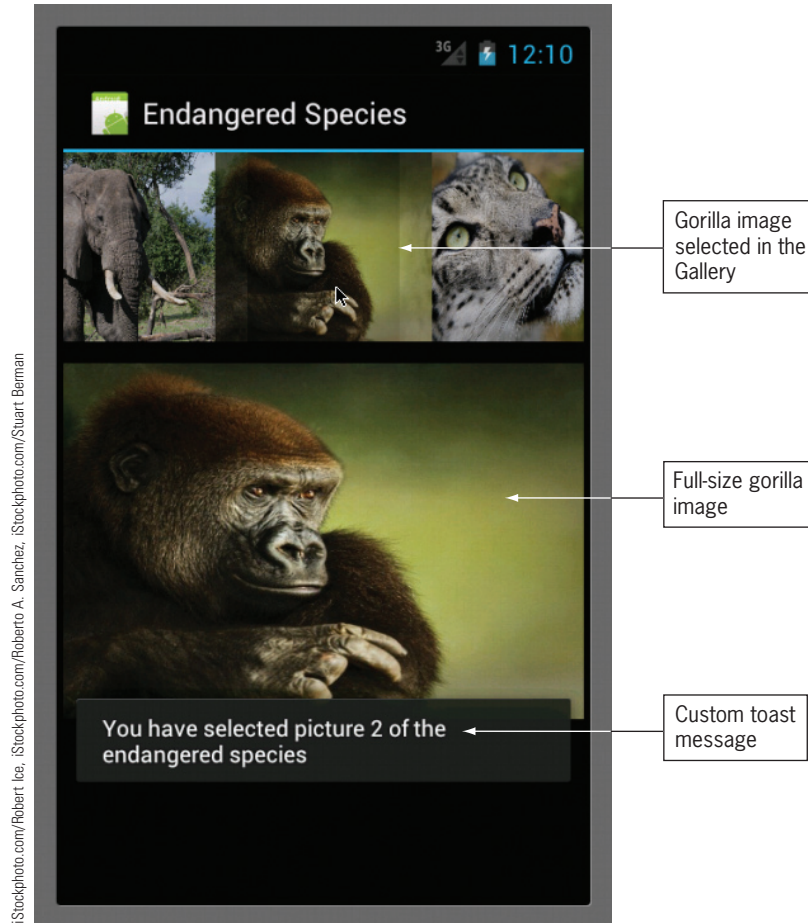 3G 12:10
Endangered Species
Gorilla image
selected in the
Gallery
Full-size gorilla
image
You have selected picture 2 of the
endangered species
Custom toast
message
iStockphoto.com/Robert Ice, iStockphoto.com/Roberto A. Sanchez, iStockphoto.com/Stuart Berman